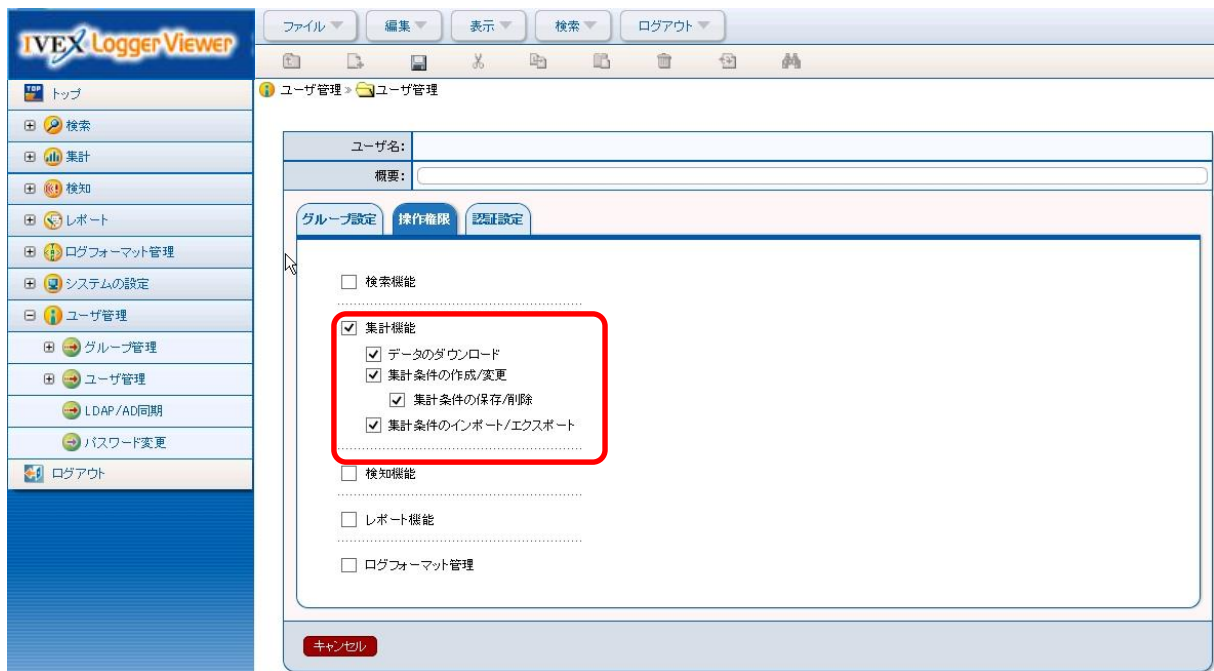 IVEX Logger Viewer
ファイル
編集
表示
検索
ログアウト
TOP
トップ
検索
集計
検知
レポート
ログフォーマット管理
システムの設定
ユーザ管理
グループ管理
ユーザ管理
LDAP/AD同期
パスワード変更
ログアウト
ユーザ管理 » ユーザ管理
ユーザ名:
概要:
グループ設定
操作権限
認証設定
検索機能
集計機能
データのダウンロード
集計条件の作成/変更
集計条件の保存/削除
集計条件のインポート/エクスポート
検知機能
レポート機能
ログフォーマット管理
キャンセル